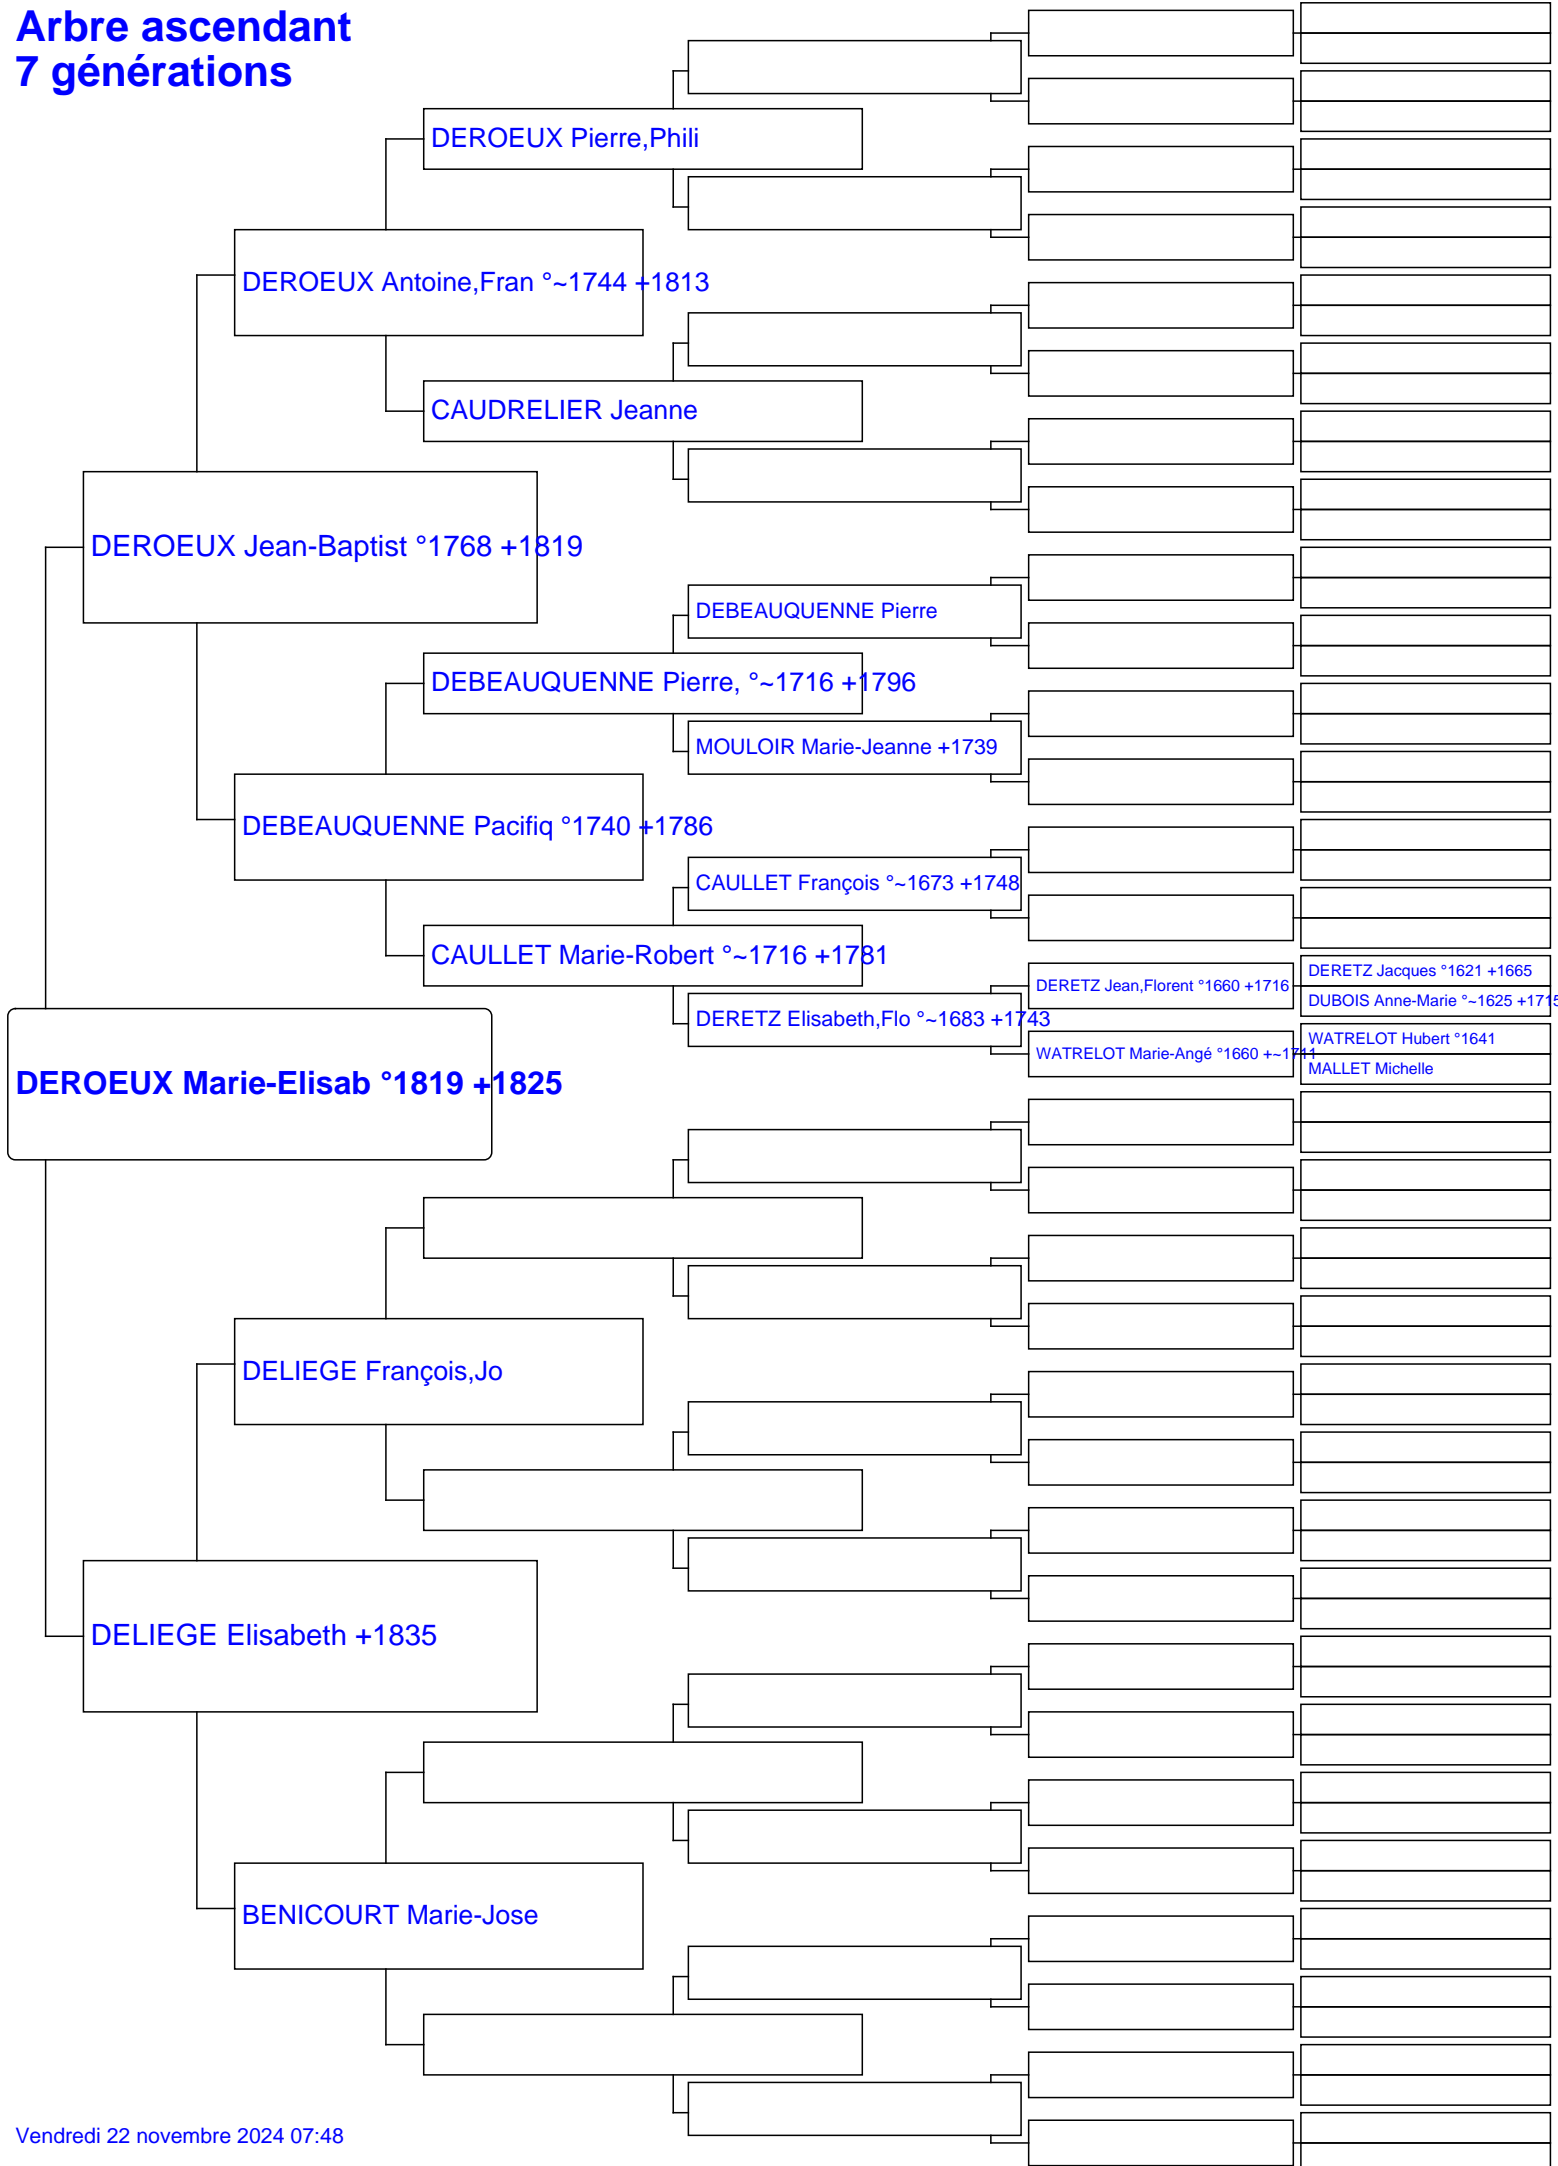 Arbre ascendant
7 générations
DEROEUX Pierre,Phili
DEROEUX Antoine,Fran °~1744 +1813
CAUDRELIER Jeanne
DEROEUX Jean-Baptist °1768 +1819
DEBEAUQUENNE Pierre
DEBEAUQUENNE Pierre, °~1716 +1796
MOULOIR Marie-Jeanne +1739
DEBEAUQUENNE Pacifiq °1740 +1786
CAULLET François °~1673 +1748
CAULLET Marie-Robert °~1716 +1781
DERETZ Jacques °1621 +1665
DERETZ Jean,Florent °1660 +1716
DUBOIS Anne-Marie °~1625 +1715
DERETZ Elisabeth,Flo °~1683 +1743
WATRELOT Hubert °1641
WATRELOT Marie-Angé °1660 +~1711
MALLET Michelle
DEROEUX Marie-Elisab °1819 +1825
DELIEGE François,Jo
DELIEGE Elisabeth +1835
BENICOURT Marie-Jose
Vendredi 22 novembre 2024 07:48